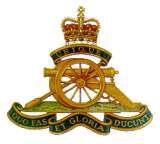 UBIQUE
QUO FAS
ET GLORIA
DUCUNT